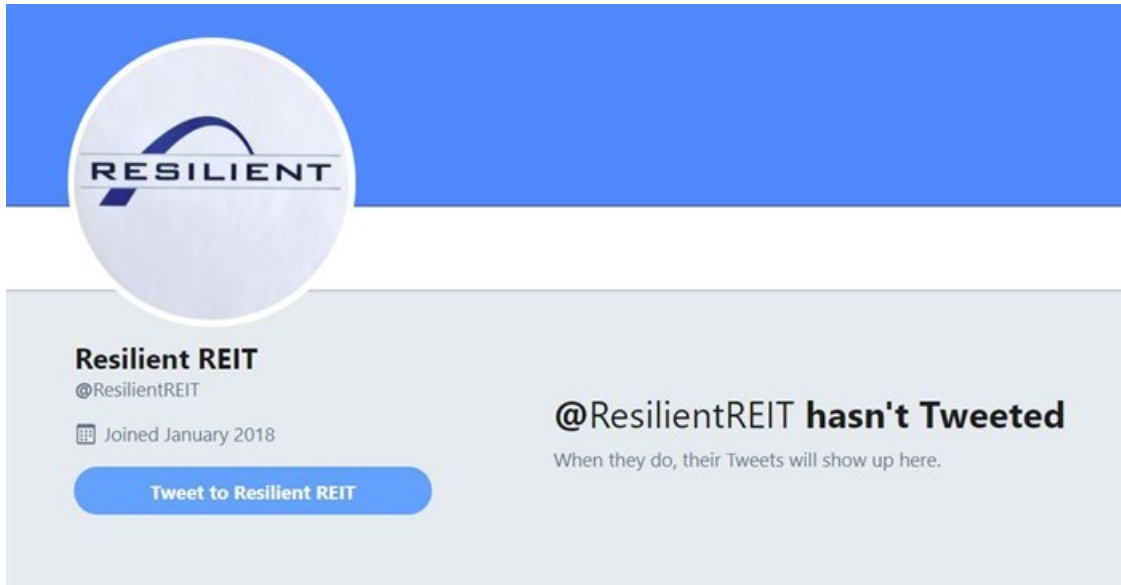 RESILIENT
Resilient REIT
@ResilientREIT
Joined January 2018
Tweet to Resilient REIT
@ResilientREIT hasn't Tweeted
When they do, their Tweets will show up here.